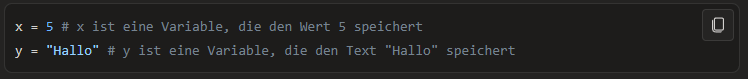 x = 5 # x ist eine Variable, die den Wert 5 speichert
y = "Hallo" # y ist eine Variable, die den Text "Hallo" speichert